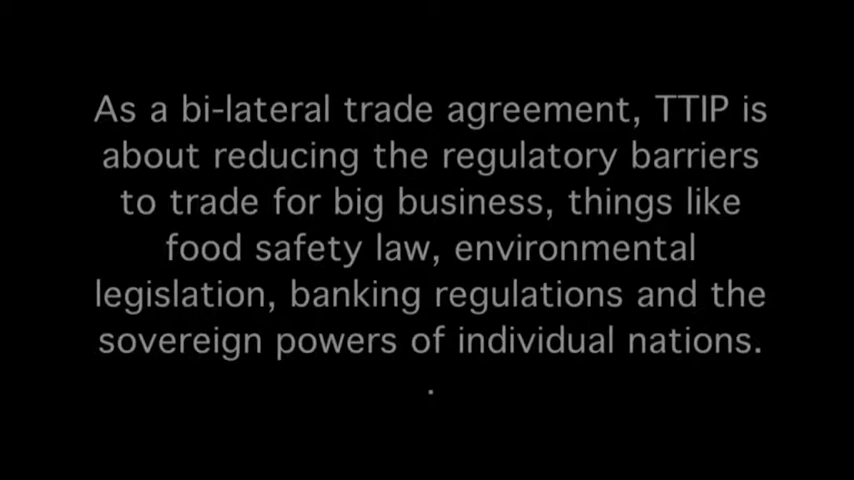 As a bi-lateral trade agreement, TTIP is
about reducing the regulatory barriers
to trade for big business, things like
food safety law, environmental
legislation, banking regulations and the
sovereign powers of individual nations.
.